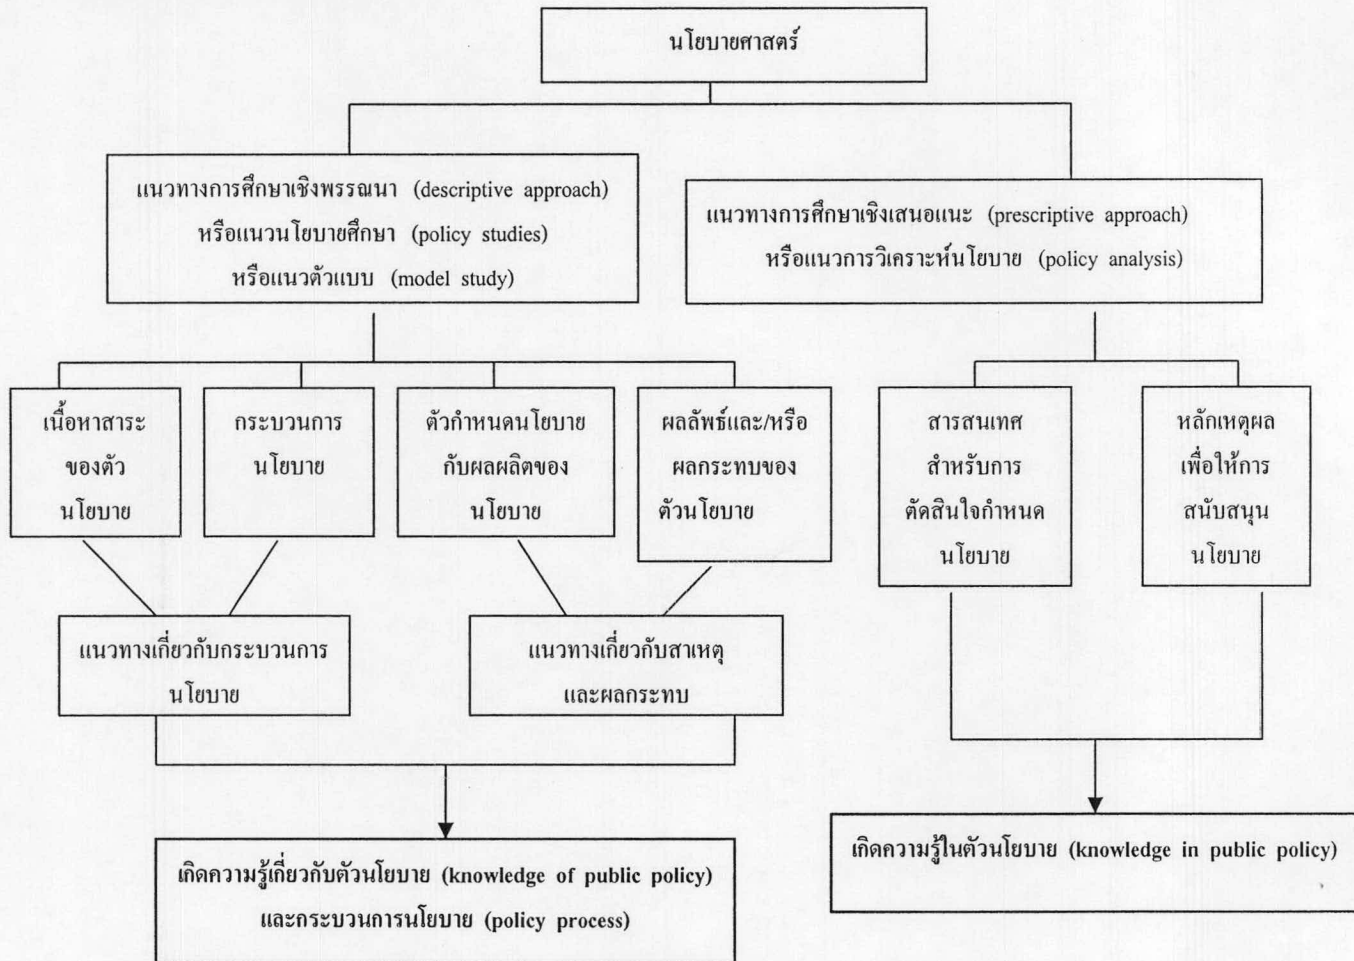 นโยบายศาสตร์
แนวทางการศึกษาเชิงพรรณนา (descriptive approach)
หรือแนวนโยบายศึกษา (policy studies)
หรือแนวตัวแบบ (model study)
แนวทางการศึกษาเชิงเสนอแนะ (prescriptive approach)
หรือแนวการวิเคราะห์นโยบาย (policy analysis)
เนื้อหาสาระ
ของตัว
นโยบาย
กระบวนการ
นโยบาย
ตัวกำหนดนโยบาย
กับผลผลิตของ
นโยบาย
ผลลัพธ์และ/หรือ
ผลกระทบของ
ตัวนโยบาย
สารสนเทศ
สำหรับการ
ตัดสินใจกำหนด
นโยบาย
หลักเหตุผล
เพื่อให้การ
สนับสนุน
นโยบาย
แนวทางเกี่ยวกับกระบวนการ
นโยบาย
แนวทางเกี่ยวกับสาเหตุ
และผลกระทบ
เกิดความรู้เกี่ยวกับตัวนโยบาย (knowledge of public policy)
และกระบวนการนโยบาย (policy process)
เกิดความรู้ในตัวนโยบาย (knowledge in public policy)